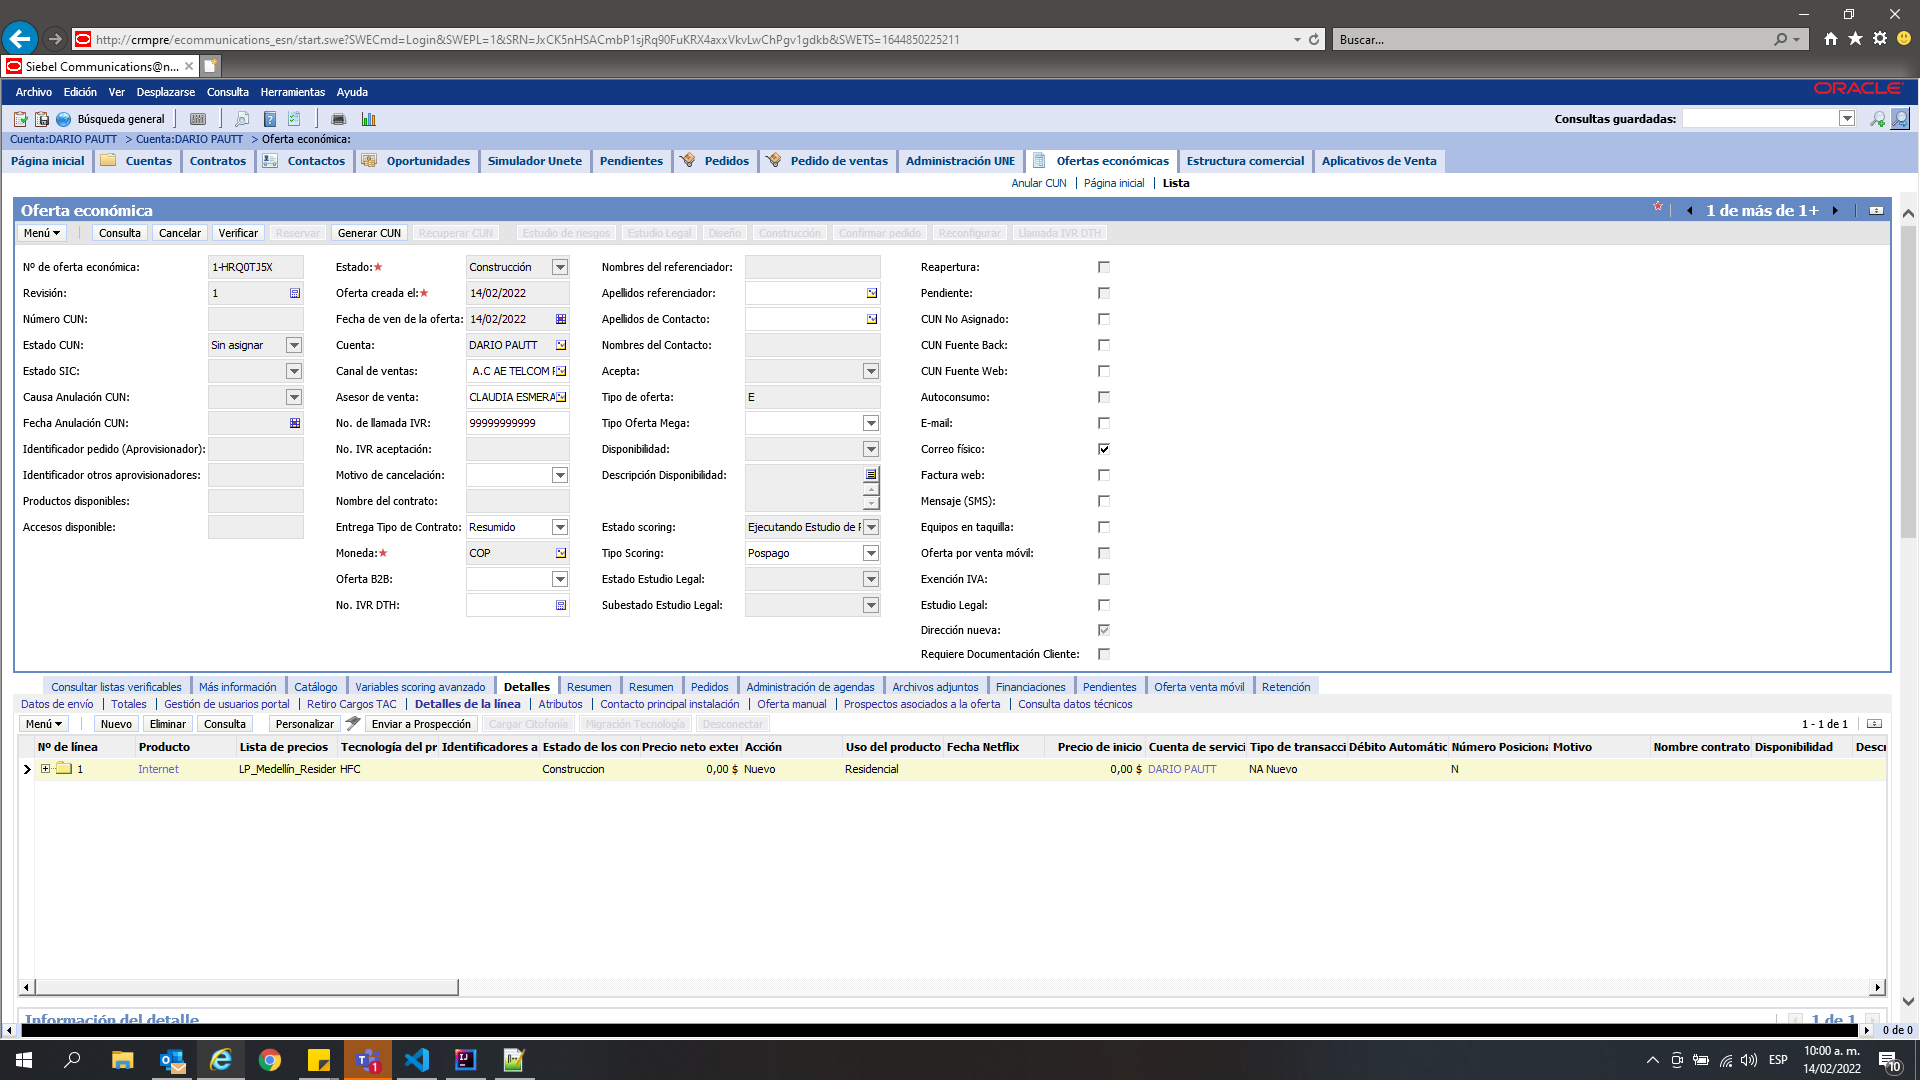 http://crmpre/ecommunications_esn/start.swe?SWECmd=Login&SWEPL=1&SRN=JxCK5nHSACmbP1sjRq90FuKRX4axxVkvLwChPgv1gdkb&SWETS=1644850225211
Buscar...
Siebel Communications@n...
Archivo Edición Ver Desplazarse Consulta Herramientas Ayuda
ORACLE
Búsqueda general
Consultas guardadas:
Cuenta:DARIO PAUTT > Cuenta:DARIO PAUTT > Oferta económica:
Página inicial Cuentas Contratos Contactos Oportunidades Simulador Unete Pendientes Pedidos Pedido de ventas Administración UNE Ofertas económicas Estructura comercial Aplicativos de Venta
Anular CUN Página inicial Lista
Oferta económica
1 de más de 1+
Menú Consulta Cancelar Verificar Reservar Generar CUN Recuperar CUN Estudio de riesgos Estudio Legal Diseño Construcción Confirmar pedido Reconfigurar Llamada IVR DTH
Nº de oferta económica: 1-HRQ0TJ5X Estado: Construcción Nombres del referenciador: Reapertura:
Revisión: 1 Oferta creada el: 14/02/2022 Apellidos referenciador: Pendiente:
Número CUN: Fecha de ven de la oferta: 14/02/2022 Apellidos de Contacto: CUN No Asignado:
Estado CUN: Sin asignar Cuenta: DARIO PAUTT Nombres del Contacto: CUN Fuente Back:
Estado SIC: Canal de ventas: A.C AE TELCOM Acepta: CUN Fuente Web:
Causa Anulación CUN: Asesor de venta: CLAUDIA ESMERA Tipo de oferta: E Autoconsumo:
Fecha Anulación CUN: No. de llamada IVR: 99999999999 Tipo Oferta Mega: E-mail:
Identificador pedido (Aprovisionador): No. IVR aceptación: Disponibilidad: Correo físico:
Identificador otros aprovisionadores: Motivo de cancelación: Descripción Disponibilidad: Factura web:
Productos disponibles: Nombre del contrato: Mensaje (SMS):
Accesos disponible: Entrega Tipo de Contrato: Resumido Estado scoring: Ejecutando Estudio de Equipos en taquilla:
Moneda: COP Tipo Scoring: Pospago Oferta por venta móvil:
Oferta B2B: Estado Estudio Legal: Exención IVA:
No. IVR DTH: Subestado Estudio Legal: Estudio Legal:
Dirección nueva:
Requiere Documentación Cliente:
Consultar listas verificables Más información Catálogo Variables scoring avanzado Detalles Resumen Resumen Pedidos Administración de agendas Archivos adjuntos Financiaciones Pendientes Oferta venta móvil Retención
Datos de envío Totales Gestión de usuarios portal Retiro Cargos TAC Detalles de la línea Atributos Contacto principal instalación Oferta manual Prospectos asociados a la oferta Consulta datos técnicos
Menú Nuevo Eliminar Consulta Personalizar Enviar a Prospección Cargar Citofonía Migración Tecnología Desconectar 1 - 1 de 1
Nº de línea Producto Lista de precios Tecnología del pr Identificadores a Estado de los con Precio neto exter Acción Uso del producto Fecha Netflix Precio de inicio Cuenta de servici Tipo de transacci Débito Automátic Número Posiciona Motivo Nombre contrato Disponibilidad Descr
1 Internet LP_Medellín_Resider HFC Construccion 0,00 $ Nuevo Residencial 0,00 $ DARIO PAUTT NA Nuevo N
Información del detalle
1 de 1
0 de 0
ESP
10:00 a. m.
14/02/2022
1
10